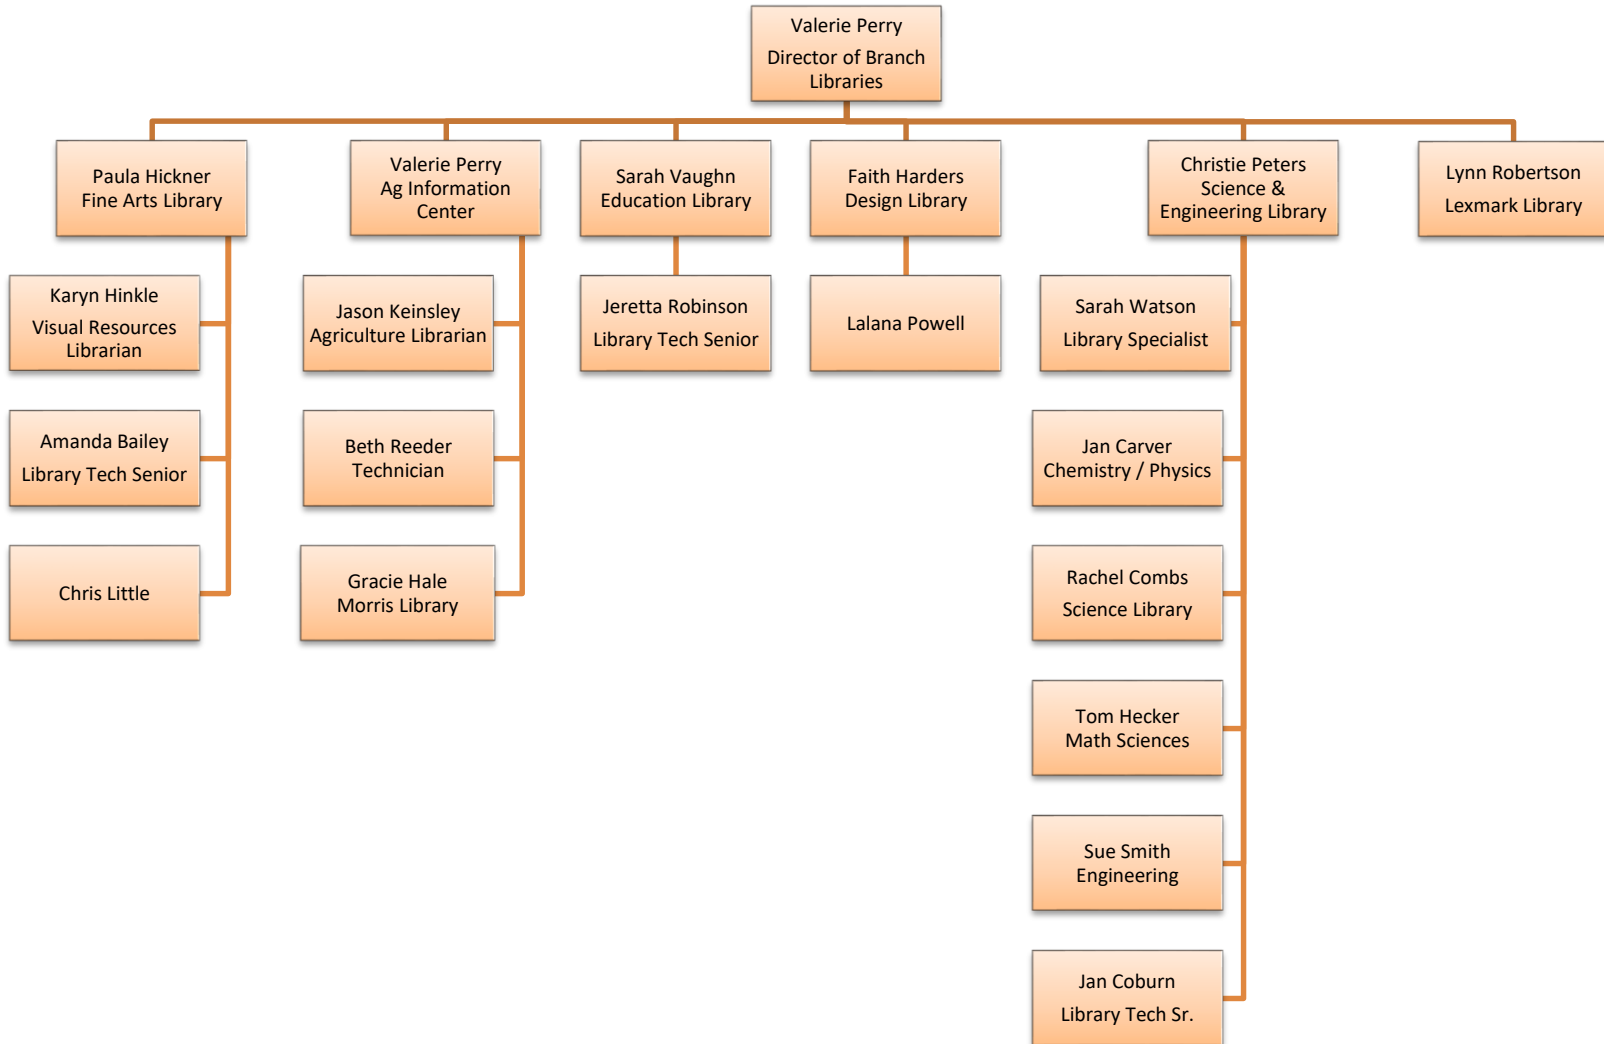 Valerie Perry
Director of Branch
Libraries
Paula Hickner
Fine Arts Library
Valerie Perry
Ag Information
Center
Sarah Vaughn
Education Library
Faith Harders
Design Library
Christie Peters
Science &
Engineering Library
Lynn Robertson
Lexmark Library
Karyn Hinkle
Visual Resources
Librarian
Jason Keinsley
Agriculture Librarian
Jeretta Robinson
Library Tech Senior
Lalana Powell
Sarah Watson
Library Specialist
Amanda Bailey
Library Tech Senior
Beth Reeder
Technician
Jan Carver
Chemistry / Physics
Chris Little
Gracie Hale
Morris Library
Rachel Combs
Science Library
Tom Hecker
Math Sciences
Sue Smith
Engineering
Jan Coburn
Library Tech Sr.